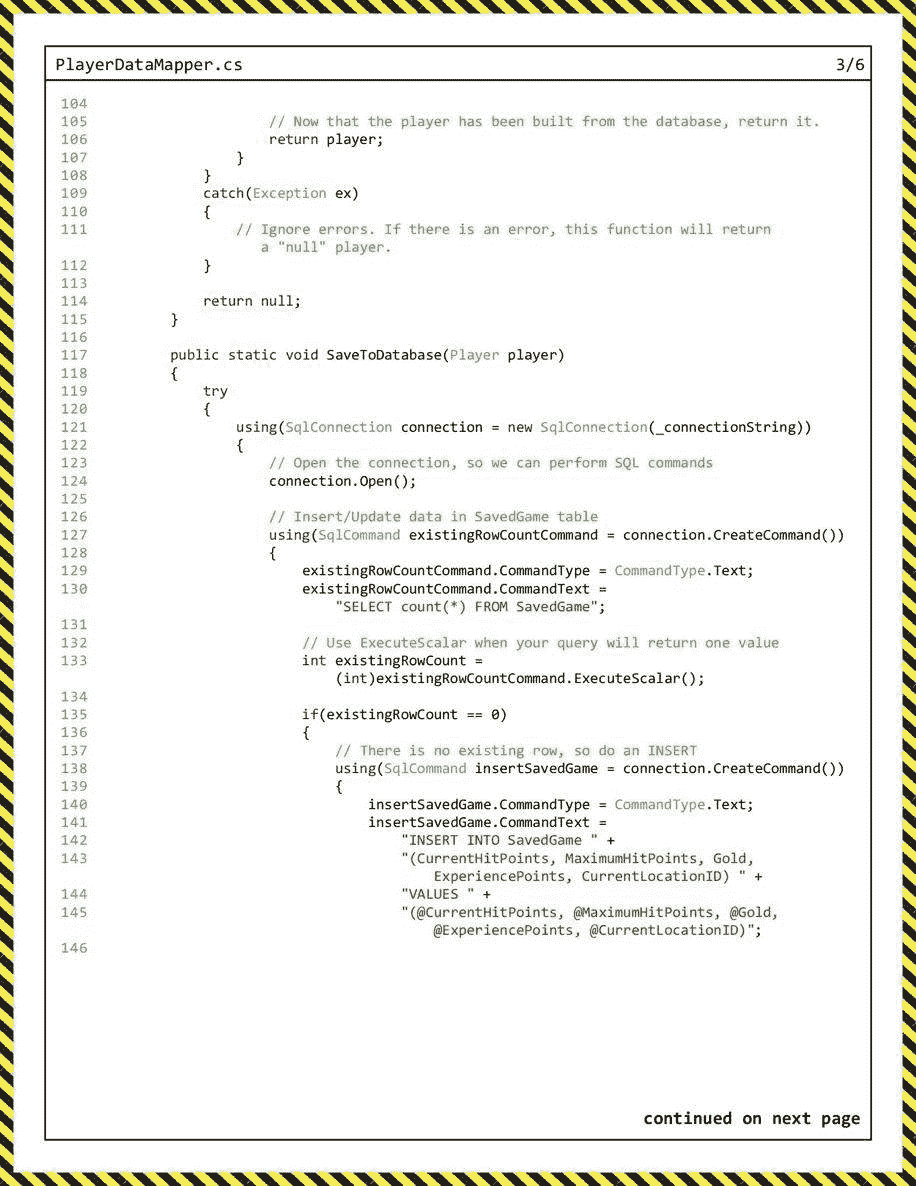 PlayerDataMapper.cs 3/6
104
105 // Now that the player has been built from the database, return it.
106 return player;
107 }
108 }
109 catch(Exception ex)
110 {
111 // Ignore errors. If there is an error, this function will return
a "null" player.
112 }
113
114 return null;
115 }
116
117 public static void SaveToDatabase(Player player)
118 {
119 try
120 {
121 using(SqlConnection connection = new SqlConnection(_connectionString))
122 {
123 // Open the connection, so we can perform SQL commands
124 connection.Open();
125
126 // Insert/Update data in SavedGame table
127 using(SqlCommand existingRowCountCommand = connection.CreateCommand())
128 {
129 existingRowCountCommand.CommandType = CommandType.Text;
130 existingRowCountCommand.CommandText =
"SELECT count(*) FROM SavedGame";
131
132 // Use ExecuteScalar when your query will return one value
133 int existingRowCount =
(int)existingRowCountCommand.ExecuteScalar();
134
135 if(existingRowCount == 0)
136 {
137 // There is no existing row, so do an INSERT
138 using(SqlCommand insertSavedGame = connection.CreateCommand())
139 {
140 insertSavedGame.CommandType = CommandType.Text;
141 insertSavedGame.CommandText =
142 "INSERT INTO SavedGame " +
143 "(CurrentHitPoints, MaximumHitPoints, Gold,
ExperiencePoints, CurrentLocationID) " +
144 "VALUES " +
145 "(@CurrentHitPoints, @MaximumHitPoints, @Gold,
@ExperiencePoints, @CurrentLocationID)";
146
continued on next page